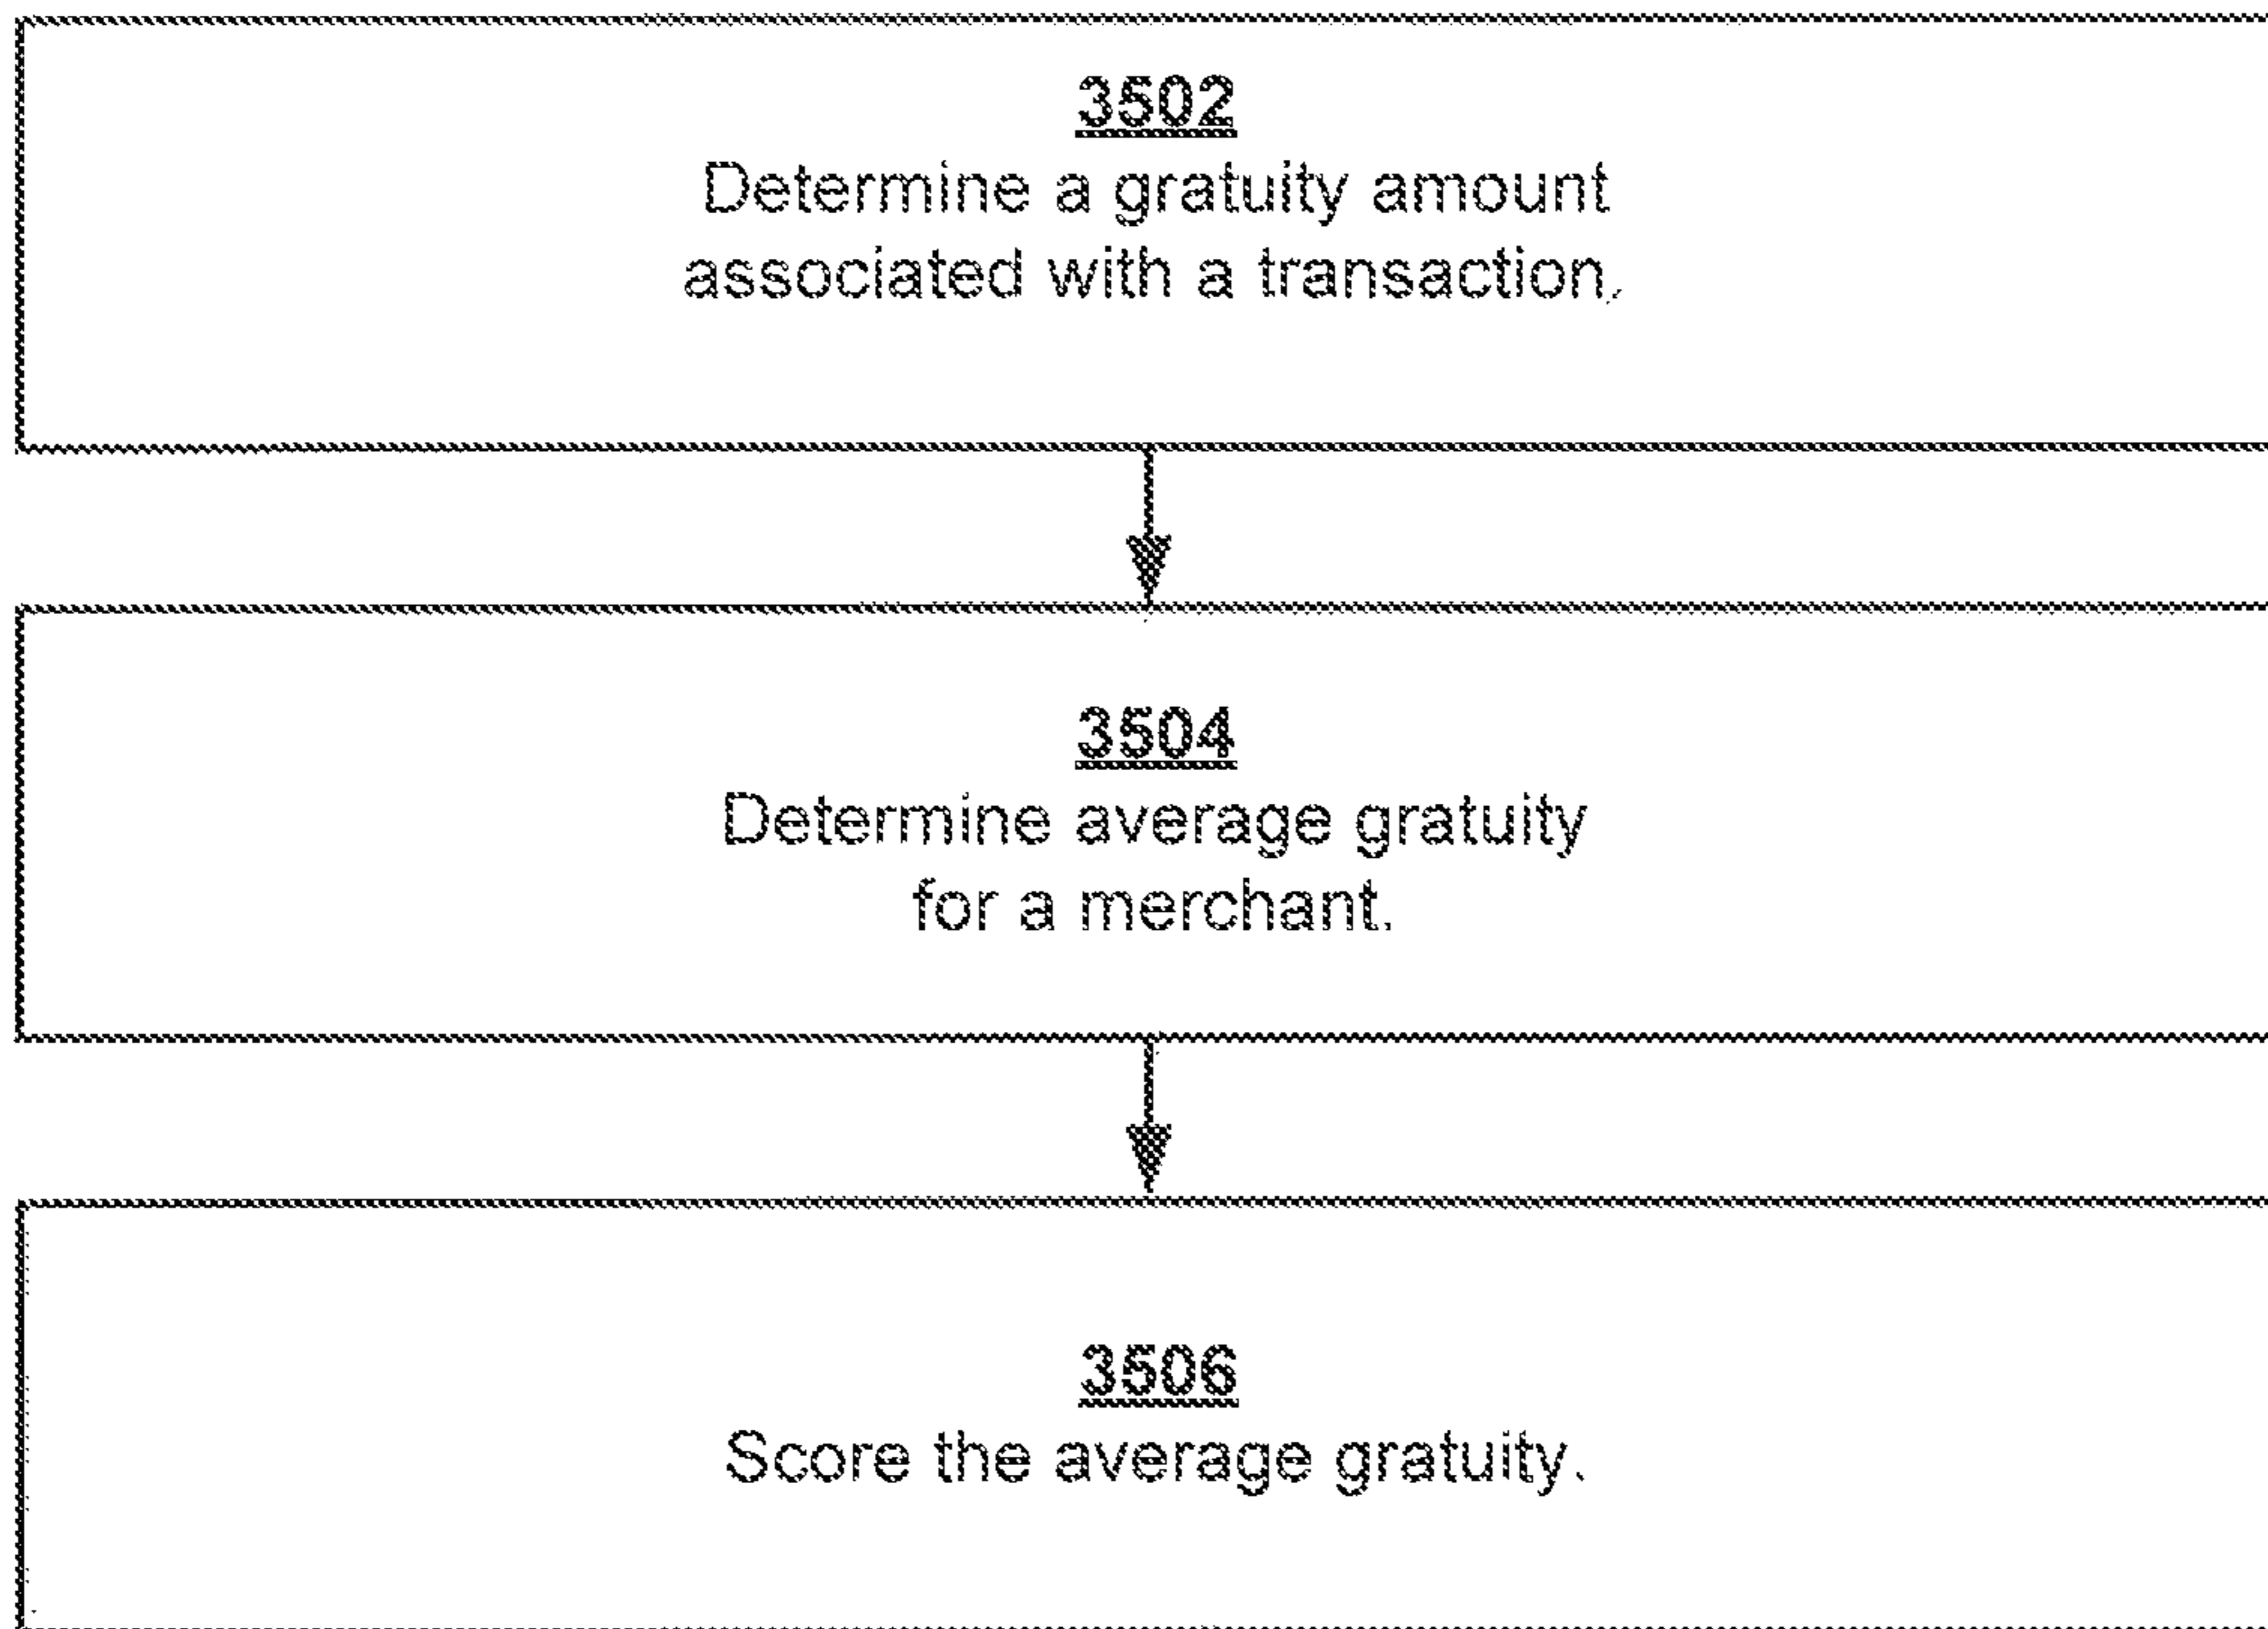 3502
Determine a gratuity amount
associated with a transaction.
3504
Determine average gratuity
for a merchant.
3506
Score the average gratuity.